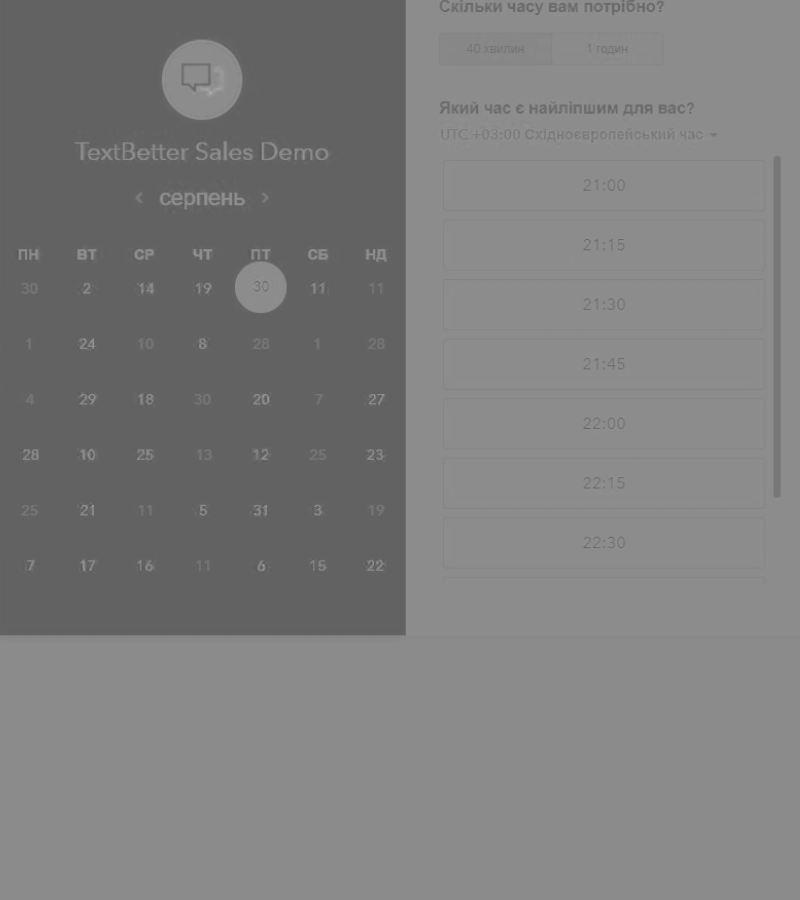 TextBetter Sales Demo
серпень
ПН ВТ СР ЧТ ПТ СБ НД
30 2 14 19 30 11 11
1 24 10 8 28 1 28
4 29 18 30 20 7 27
28 10 25 13 12 25 23
25 21 11 5 31 3 19
7 17 16 11 6 15 22
Скільки часу вам потрібно?
40 хвилин 1 годин
Який час є найліпшим для вас?
UTC +03:00 Східноєвропейський час
21:00
21:15
21:30
21:45
22:00
22:15
22:30